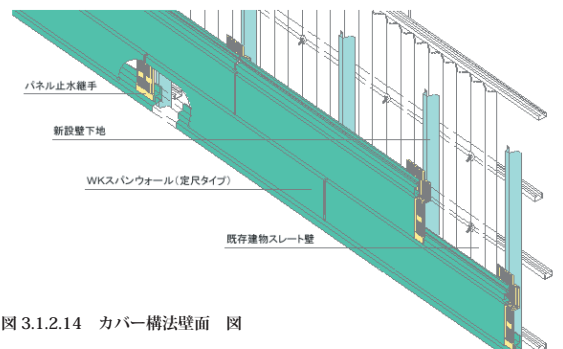 パネル止水継手
新設壁下地
WKスパンウォール（定尺タイプ）
既存建物スレート壁
図 3.1.2.14　カバー構法壁面　図